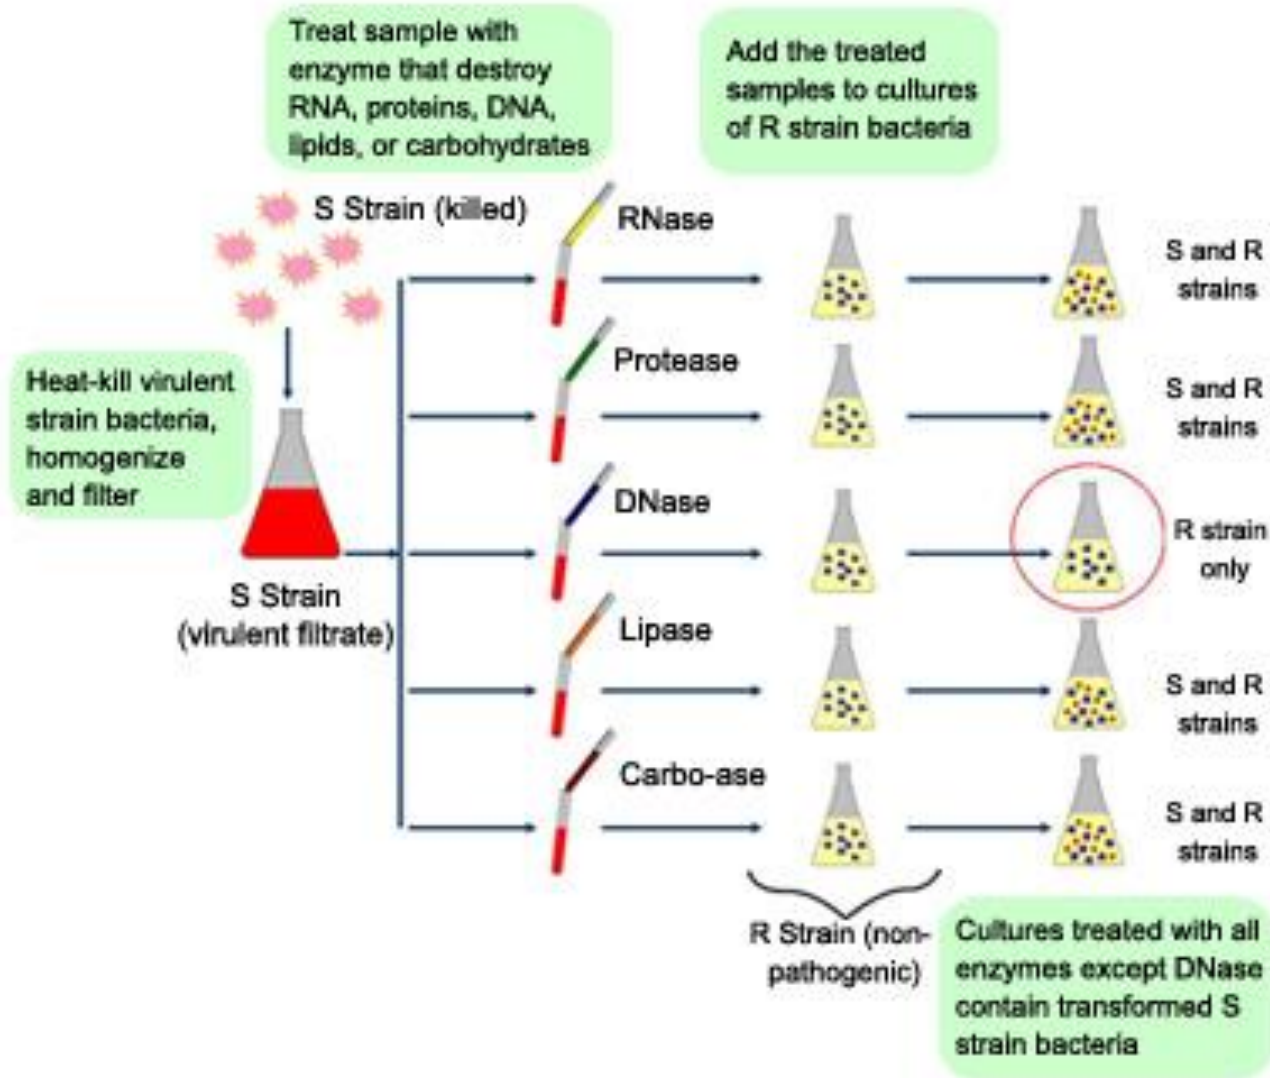 Treat sample with
enzyme that destroy
RNA, proteins, DNA,
lipids, or carbohydrates
Add the treated
samples to cultures
of R strain bacteria
S Strain (killed)
RNase
S and R
strains
Heat-kill virulent
strain bacteria,
homogenize
and filter
Protease
S and R
strains
DNase
R strain
only
S Strain
(virulent filtrate)
Lipase
S and R
strains
Carbo-ase
S and R
strains
R Strain (non-
pathogenic)
Cultures treated with all
enzymes except DNase
contain transformed S
strain bacteria